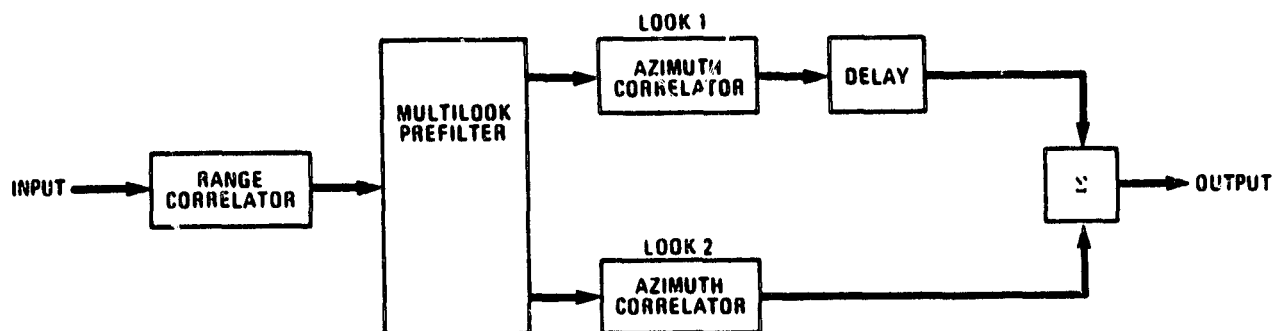 LOOK 1
AZIMUTH
CORRELATOR
DELAY
MULTILOOK
PREFILTER
INPUT
RANGE
CORRELATOR
Σ
OUTPUT
LOOK 2
AZIMUTH
CORRELATOR